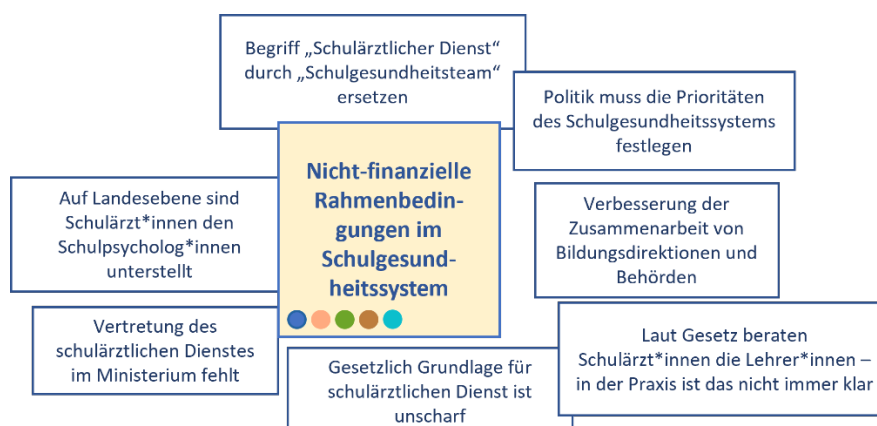 Begriff „Schulärztlicher Dienst“
durch „Schulgesundheitsteam“
ersetzen
Politik muss die Prioritäten
des Schulgesundheitssystems
festlegen
Nicht-finanzielle
Rahmenbedin-
gungen im
Schulgesund-
heitssystem
Auf Landesebene sind
Schulärzt*innen den
Schulpsycholog*innen
unterstellt
Verbesserung der
Zusammenarbeit von
Bildungsdirektionen und
Behörden
Vertretung des
schulärztlichen Dienstes
im Ministerium fehlt
Laut Gesetz beraten
Schulärzt*innen die Lehrer*innen –
in der Praxis ist das nicht immer klar
Gesetzlich Grundlage für
schulärztlichen Dienst ist
unscharf